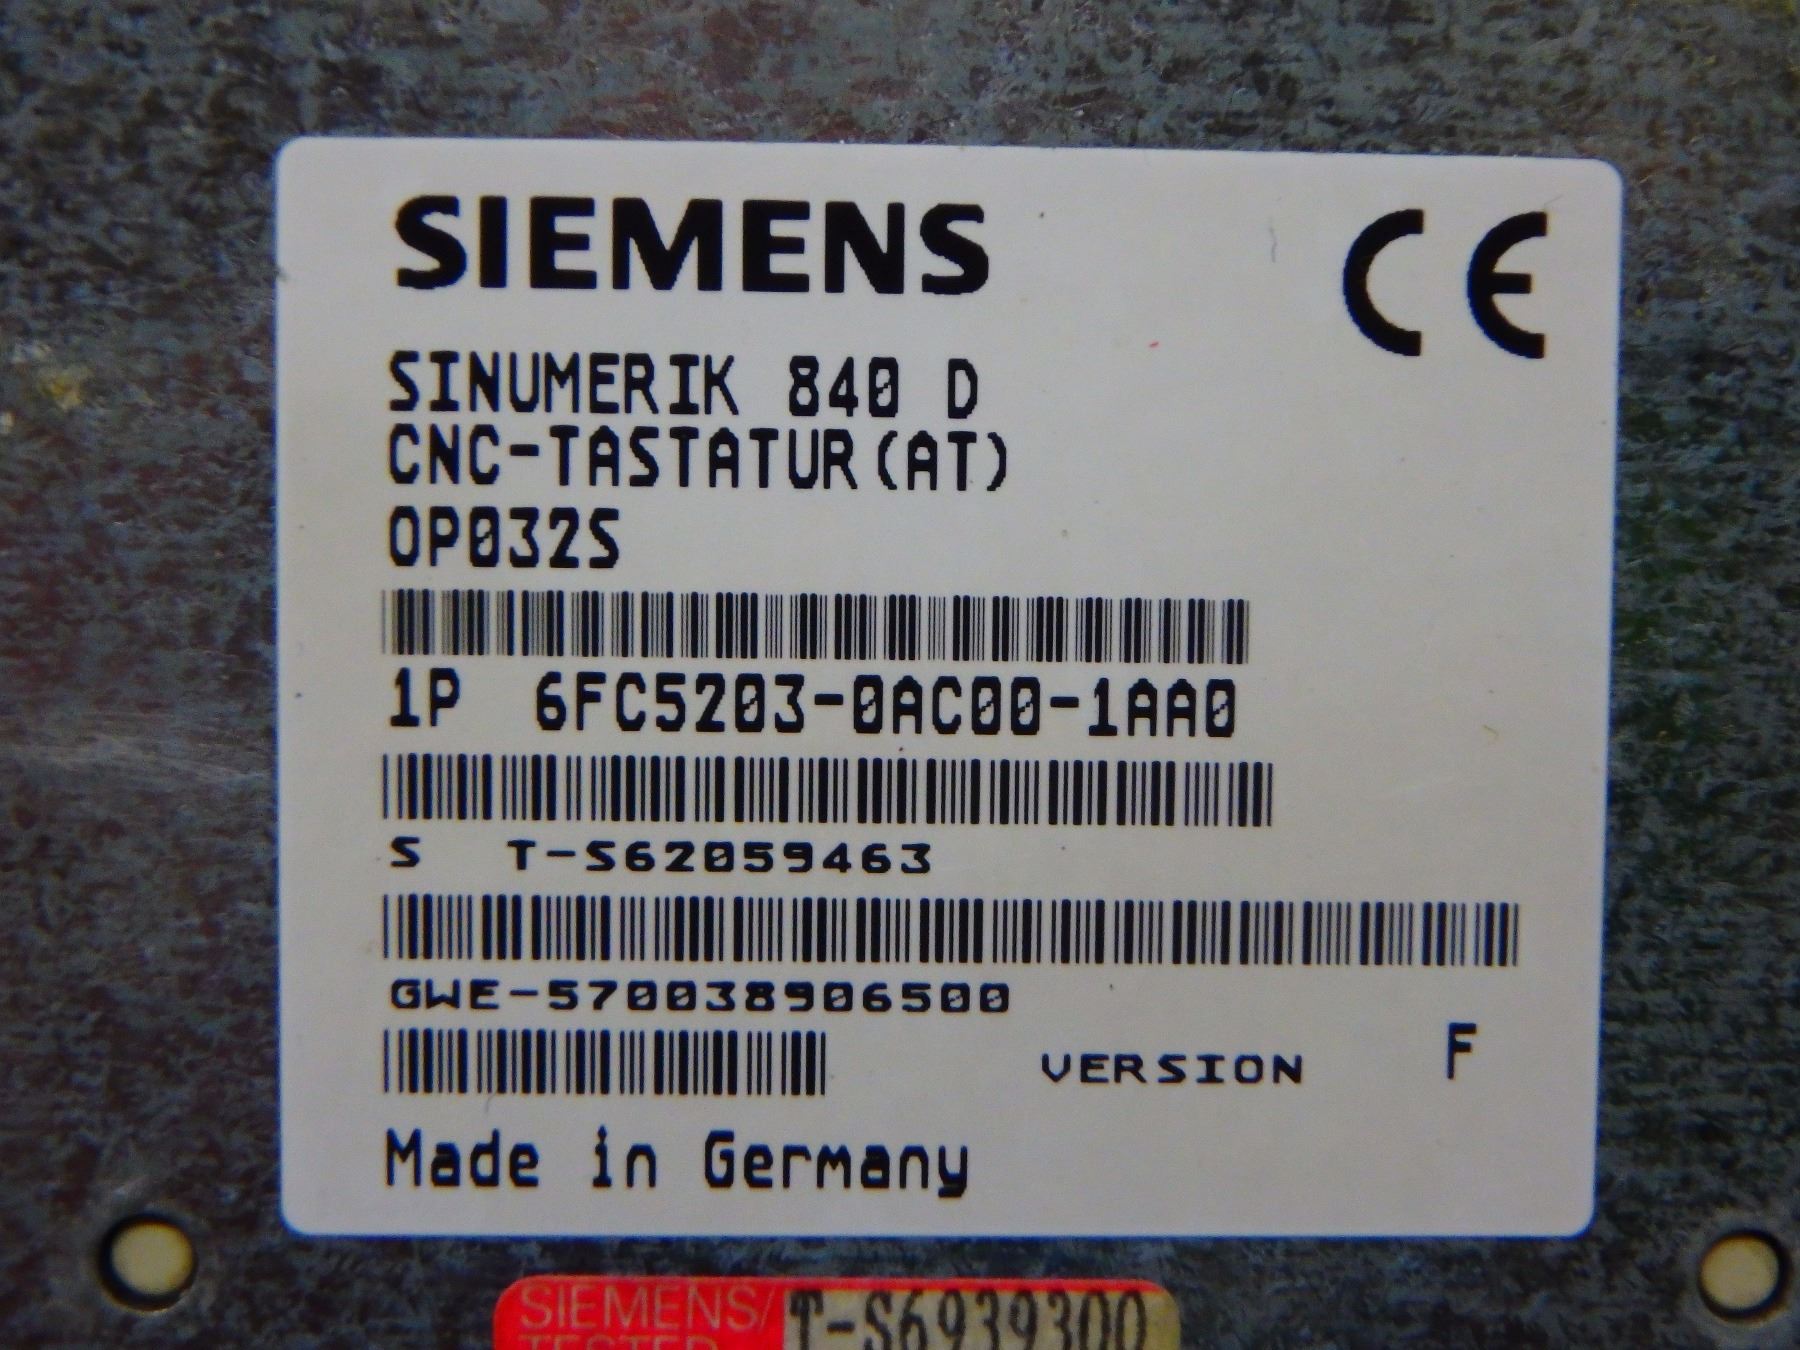 SIEMENS
CE
SINUMERIK 840 D
CNC-TASTATUR(AT)
OP032S
1P 6FC5203-0AC00-1AA0
S T-S62059463
GWE-570038906500
VERSION F
Made in Germany
SIEMENS/ T-S6939300
TESTED